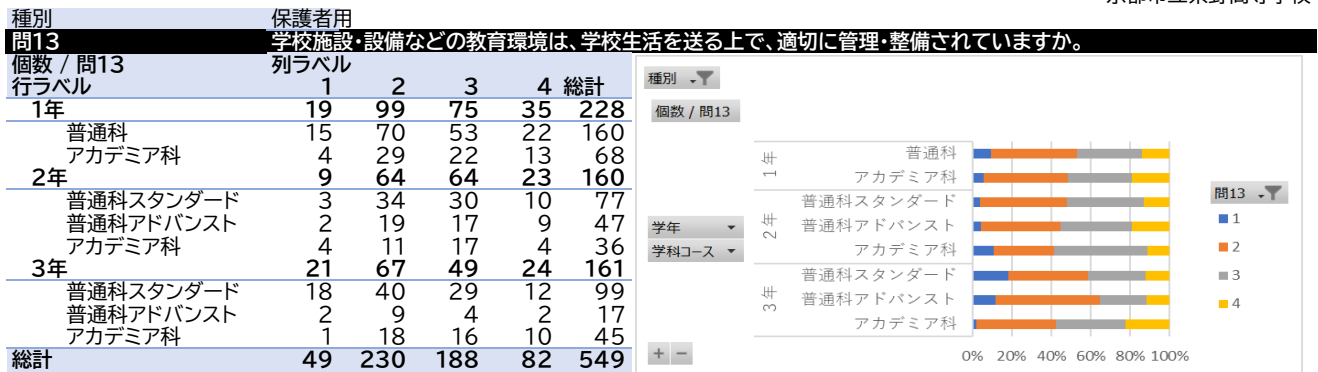 種別 保護者用
問13 学校施設・設備などの教育環境は、学校生活を送る上で、適切に管理・整備されていますか。
個数 / 問13 列ラベル
行ラベル 1 2 3 4 総計
1年 19 99 75 35 228
普通科 15 70 53 22 160
アカデミア科 4 29 22 13 68
2年 9 64 64 23 160
普通科スタンダード 3 34 30 10 77
普通科アドバンスト 2 19 17 9 47
アカデミア科 4 11 17 4 36
3年 21 67 49 24 161
普通科スタンダード 18 40 29 12 99
普通科アドバンスト 2 9 4 2 17
アカデミア科 1 18 16 10 45
総計 49 230 188 82 549
種別
個数 / 問13
学年
学科コース
1年
普通科
アカデミア科
2年
普通科スタンダード
普通科アドバンスト
アカデミア科
3年
普通科スタンダード
普通科アドバンスト
アカデミア科
0% 20% 40% 60% 80% 100%
問13
1
2
3
4